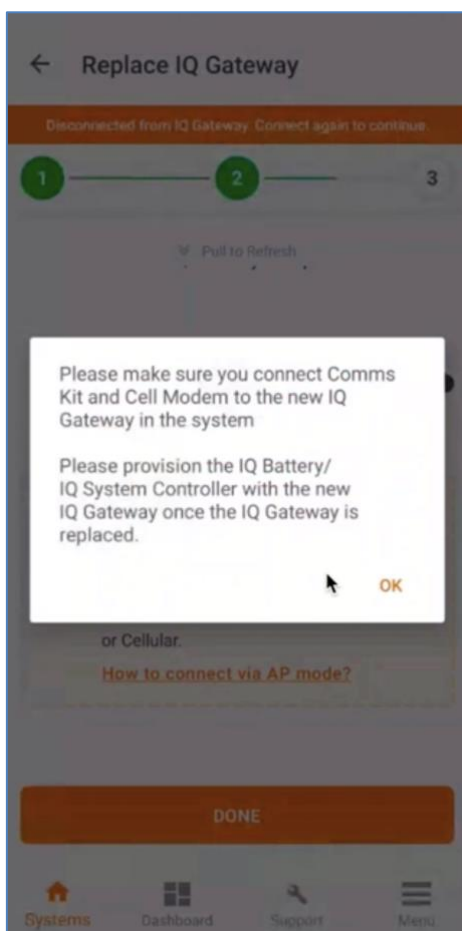 Replace IQ Gateway
Disconnected from IQ Gateway. Connect again to continue.
1 2 3
Pull to Refresh
Please make sure you connect Comms
Kit and Cell Modem to the new IQ
Gateway in the system
Please provision the IQ Battery/
IQ System Controller with the new
IQ Gateway once the IQ Gateway is
replaced.
OK
or Cellular.
How to connect via AP mode?
DONE
Systems Dashboard Support Menu